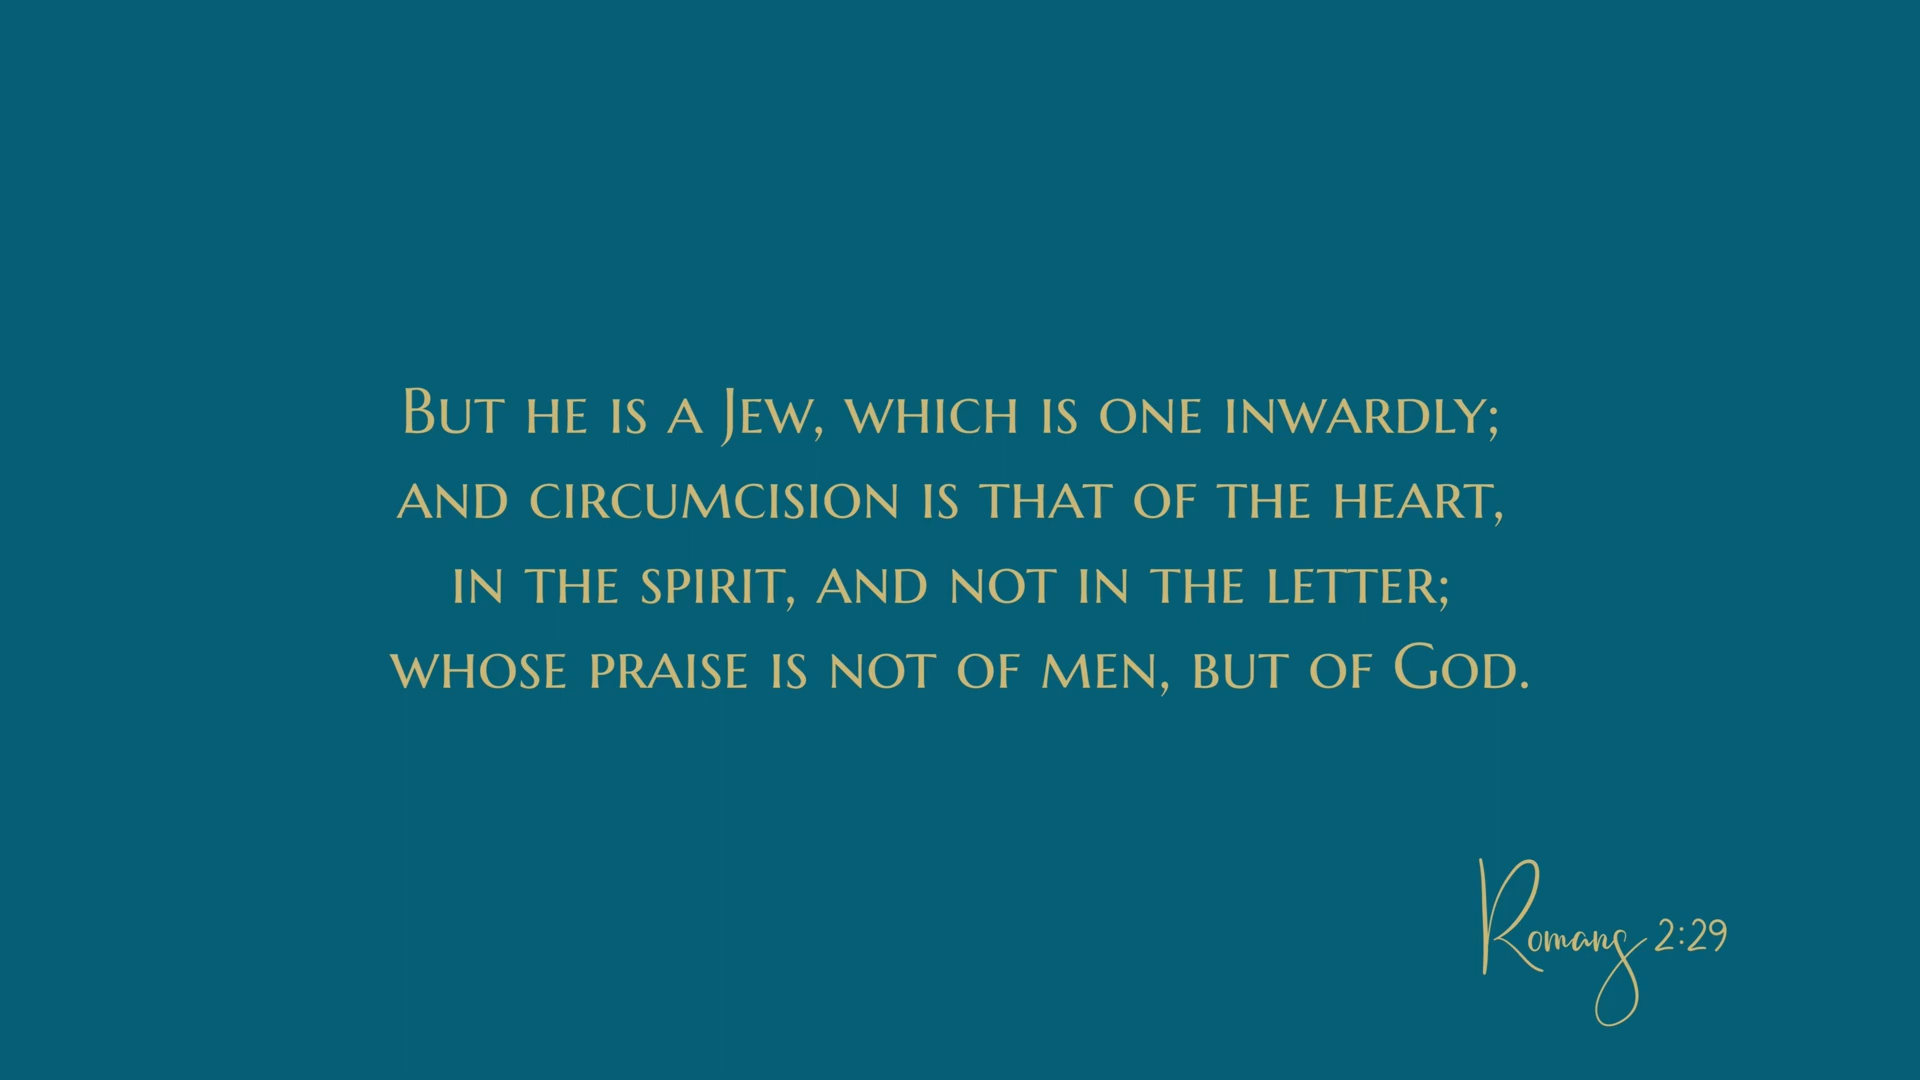 But he is a Jew, which is one inwardly;
and circumcision is that of the heart,
in the spirit, and not in the letter;
whose praise is not of men, but of God.
Romans 2:29